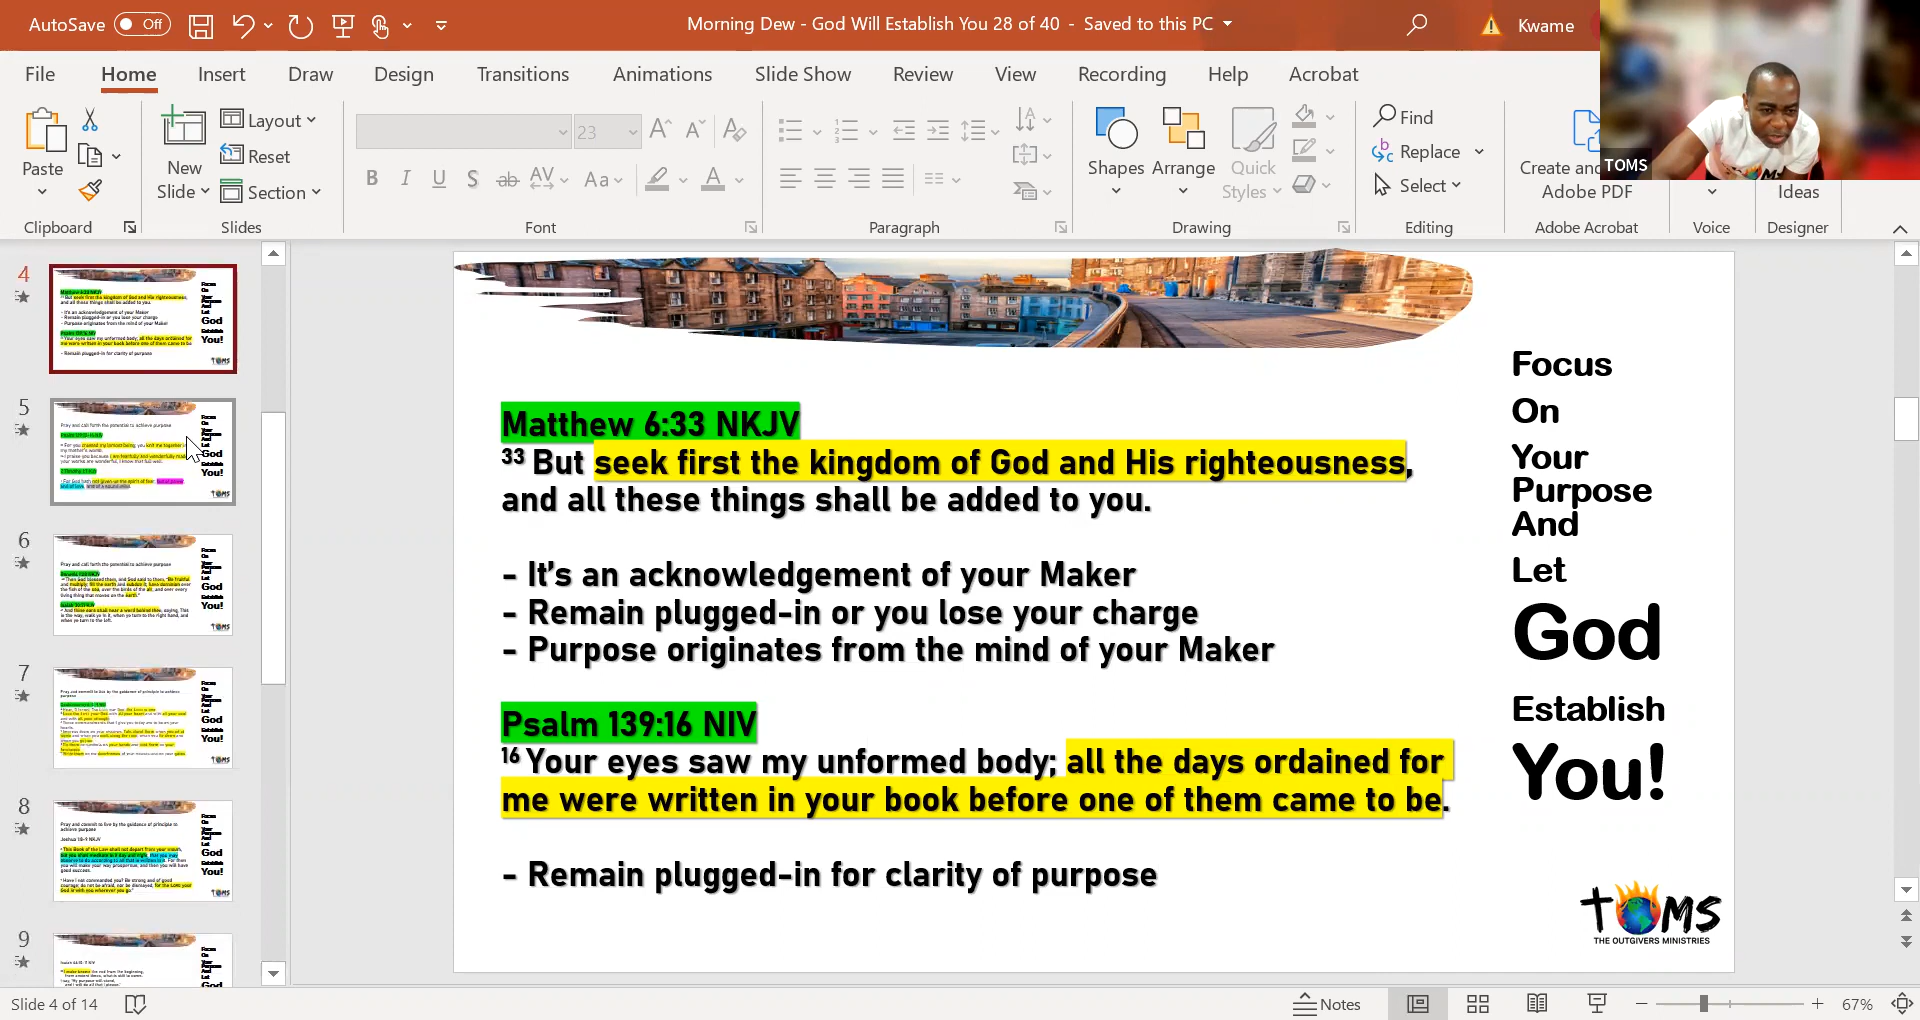 AutoSave Off
Morning Dew - God Will Establish You 28 of 40 - Saved to this PC
Kwame
File Home Insert Draw Design Transitions Animations Slide Show Review View Recording Help Acrobat
Paste
New Slide
Layout
Reset
Section
23
Shapes
Arrange
Quick Styles
Find
Replace
Select
Adobe PDF
Ideas
TOMS
Clipboard Slides Font Paragraph Drawing Editing Adobe Acrobat Voice Designer
4
5
6
7
8
9
Matthew 6:33 NKJV
33 But seek first the kingdom of God and His righteousness,
and all these things shall be added to you.
- It's an acknowledgement of your Maker
- Remain plugged-in or you lose your charge
- Purpose originates from the mind of your Maker
Psalm 139:16 NIV
16 Your eyes saw my unformed body; all the days ordained for
me were written in your book before one of them came to be.
- Remain plugged-in for clarity of purpose
Focus
On
Your
Purpose
And
Let
God
Establish
You!
TOMS
THE OUTGIVERS MINISTRIES
Slide 4 of 14
Notes
67%